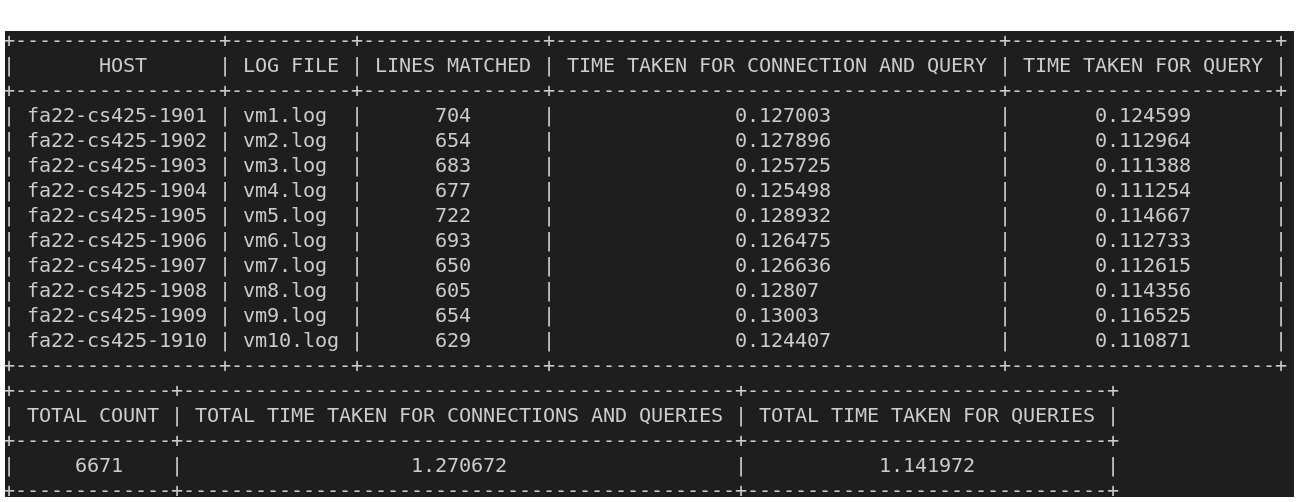 +-----------------+----------+---------------+-------------------------------------+---------------------+
|       HOST      | LOG FILE | LINES MATCHED | TIME TAKEN FOR CONNECTION AND QUERY | TIME TAKEN FOR QUERY |
+-----------------+----------+---------------+-------------------------------------+---------------------+
| fa22-cs425-1901 | vm1.log  |      704      |               0.127003              |       0.124599       |
| fa22-cs425-1902 | vm2.log  |      654      |               0.127896              |       0.112964       |
| fa22-cs425-1903 | vm3.log  |      683      |               0.125725              |       0.111388       |
| fa22-cs425-1904 | vm4.log  |      677      |               0.125498              |       0.111254       |
| fa22-cs425-1905 | vm5.log  |      722      |               0.128932              |       0.114667       |
| fa22-cs425-1906 | vm6.log  |      693      |               0.126475              |       0.112733       |
| fa22-cs425-1907 | vm7.log  |      650      |               0.126636              |       0.112615       |
| fa22-cs425-1908 | vm8.log  |      605      |               0.12807               |       0.114356       |
| fa22-cs425-1909 | vm9.log  |      654      |               0.13003               |       0.116525       |
| fa22-cs425-1910 | vm10.log |      629      |               0.124407              |       0.110871       |
+-----------------+----------+---------------+-------------------------------------+---------------------+
+-------------+----------------------------------------------+-----------------------------+
| TOTAL COUNT | TOTAL TIME TAKEN FOR CONNECTIONS AND QUERIES | TOTAL TIME TAKEN FOR QUERIES |
+-------------+----------------------------------------------+-----------------------------+
|     6671    |                   1.270672                   |           1.141972           |
+-------------+----------------------------------------------+-----------------------------+